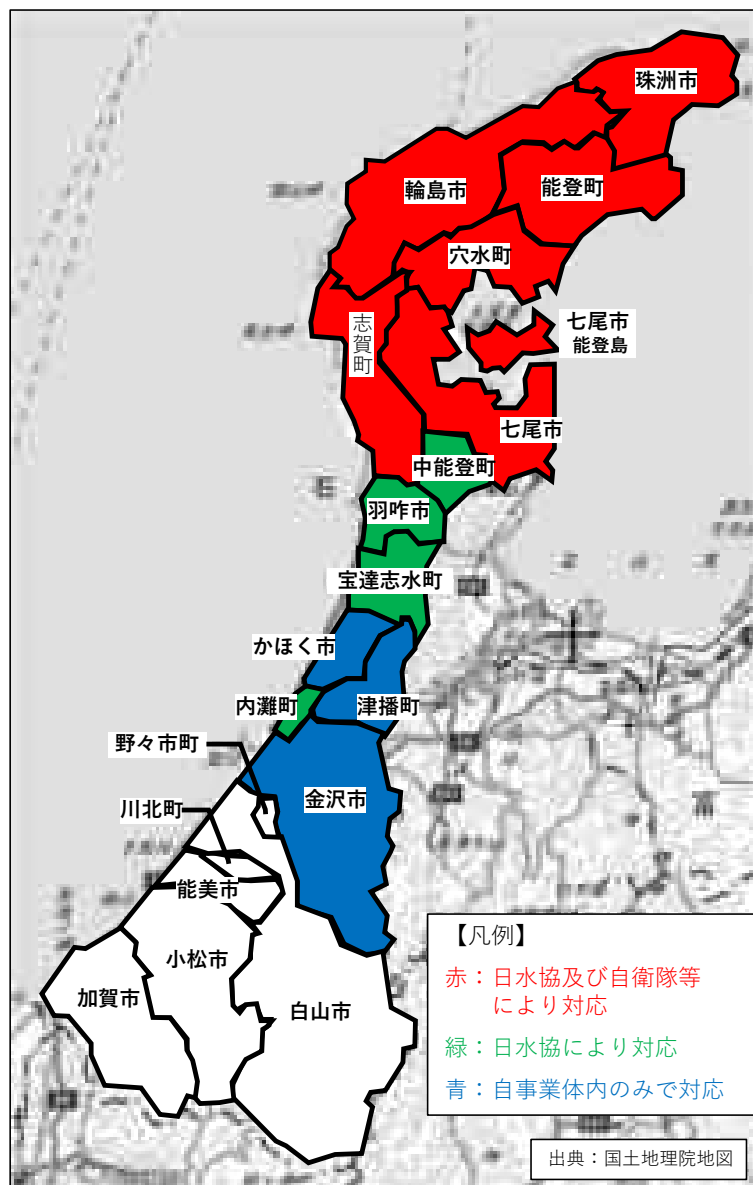 珠洲市
能登町
輪島市
穴水町
七尾市
能登島
志賀町
七尾市
中能登町
羽咋市
宝達志水町
かほく市
内灘町
津播町
野々市町
金沢市
川北町
能美市
小松市
加賀市
白山市
【凡例】
赤：日水協及び自衛隊等
により対応
緑：日水協により対応
青：自事業体内のみで対応
出典：国土地理院地図